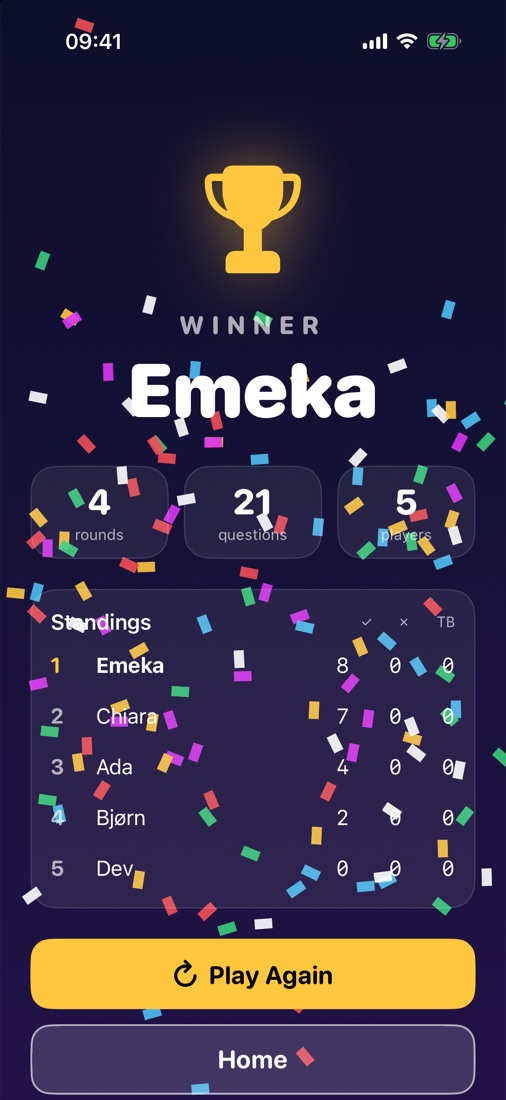 09:41
WINNER
Emeka
4 21 5
rounds questions players
Standings ✓ × TB
1 Emeka 8 0 0
2 Chiara 7 0 0
3 Ada 4 0 0
4 Bjørn 2 0 0
5 Dev 0 0 0
Play Again
Home